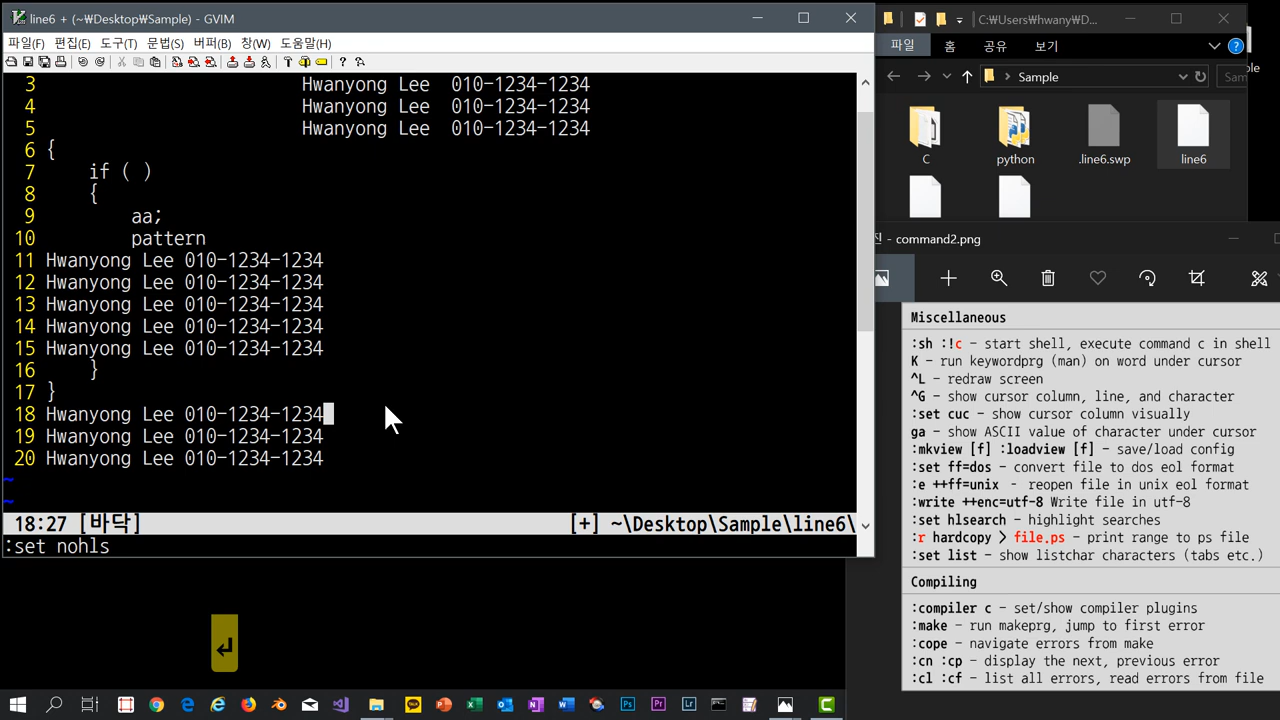 line6 + (~₩Desktop₩Sample) - GVIM
파일(F) 편집(E) 도구(T) 문법(S) 버퍼(B) 창(W) 도움말(H)
3 Hwanyong Lee 010-1234-1234
4 Hwanyong Lee 010-1234-1234
5 Hwanyong Lee 010-1234-1234
6 {
7 if ( )
8 {
9 aa;
10 pattern
11 Hwanyong Lee 010-1234-1234
12 Hwanyong Lee 010-1234-1234
13 Hwanyong Lee 010-1234-1234
14 Hwanyong Lee 010-1234-1234
15 Hwanyong Lee 010-1234-1234
16 }
17 }
18 Hwanyong Lee 010-1234-1234
19 Hwanyong Lee 010-1234-1234
20 Hwanyong Lee 010-1234-1234
~
~
18:27 [바닥] [+] ~\Desktop\Sample\line6\
:set nohls
C:₩Users₩hwany₩D...
파일 홈 공유 보기
Sample
Sam
C
python
.line6.swp
line6
- command2.png
Miscellaneous
:sh :!c - start shell, execute command c in shell
K - run keywordprg (man) on word under cursor
^L - redraw screen
^G - show cursor column, line, and character
:set cuc - show cursor column visually
ga - show ASCII value of character under cursor
:mkview [f] :loadview [f] - save/load config
:set ff=dos - convert file to dos eol format
:e ++ff=unix - reopen file in unix eol format
:write ++enc=utf-8 Write file in utf-8
:set hlsearch - highlight searches
:r hardcopy > file.ps - print range to ps file
:set list - show listchar characters (tabs etc.)
Compiling
:compiler c - set/show compiler plugins
:make - run makeprg, jump to first error
:cope - navigate errors from make
:cn :cp - display the next, previous error
:cl :cf - list all errors, read errors from file